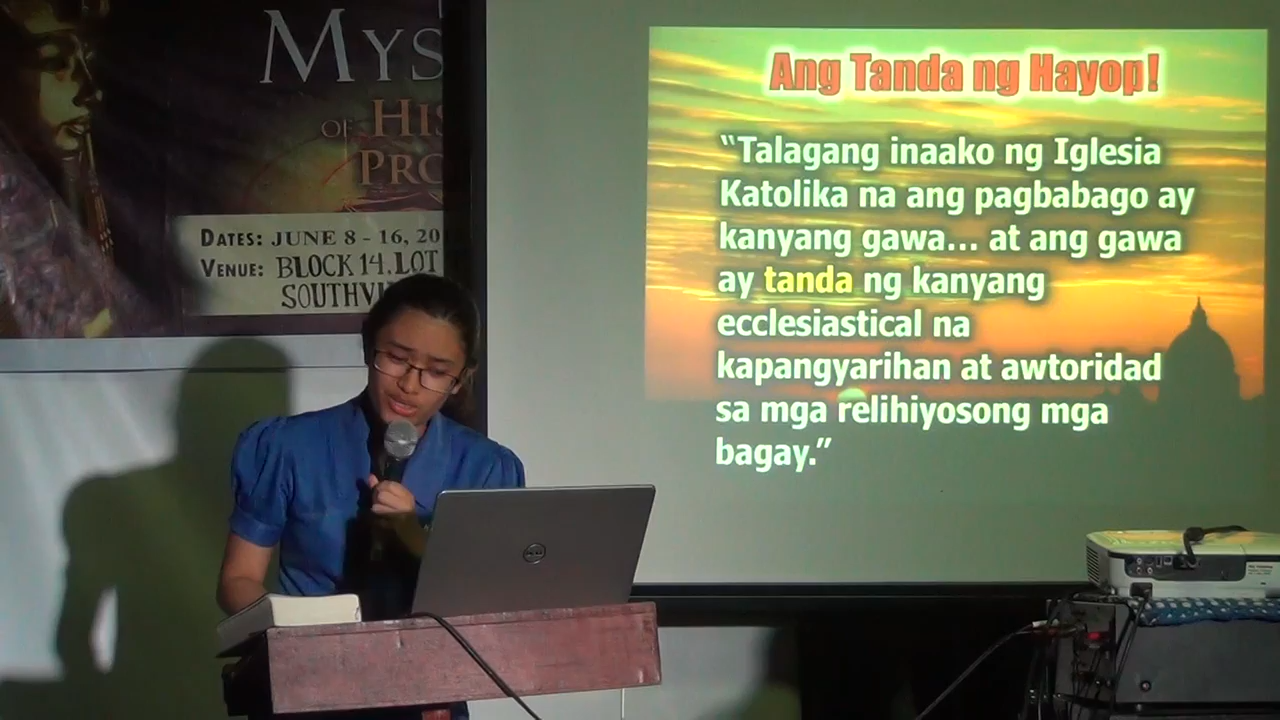 MYS
OF HIS
PRO
DATES: JUNE 8 - 16, 20
VENUE: BLOCK 14. LOT
SOUTHVI
Ang Tanda ng Hayop!
“Talagang inaako ng Iglesia
Katolika na ang pagbabago ay
kanyang gawa... at ang gawa
ay tanda ng kanyang
ecclesiastical na
kapangyarihan at awtoridad
sa mga relihiyosong mga
bagay.”
DELL